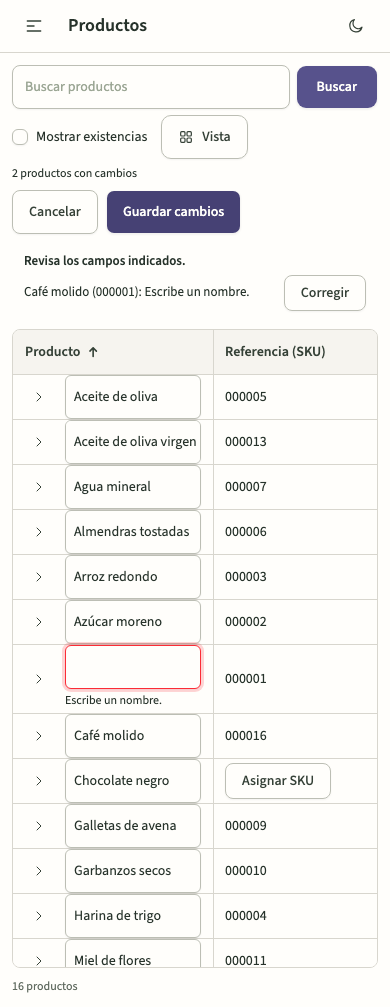 Productos
Buscar productos
Buscar
Mostrar existencias
Vista
2 productos con cambios
Cancelar
Guardar cambios
Revisa los campos indicados.
Café molido (000001): Escribe un nombre.
Corregir
Producto ↑ Referencia (SKU)
Aceite de oliva 000005
Aceite de oliva virgen 000013
Agua mineral 000007
Almendras tostadas 000006
Arroz redondo 000003
Azúcar moreno 000002
000001
Escribe un nombre.
Café molido 000016
Chocolate negro Asignar SKU
Galletas de avena 000009
Garbanzos secos 000010
Harina de trigo 000004
Miel de flores 000011
16 productos